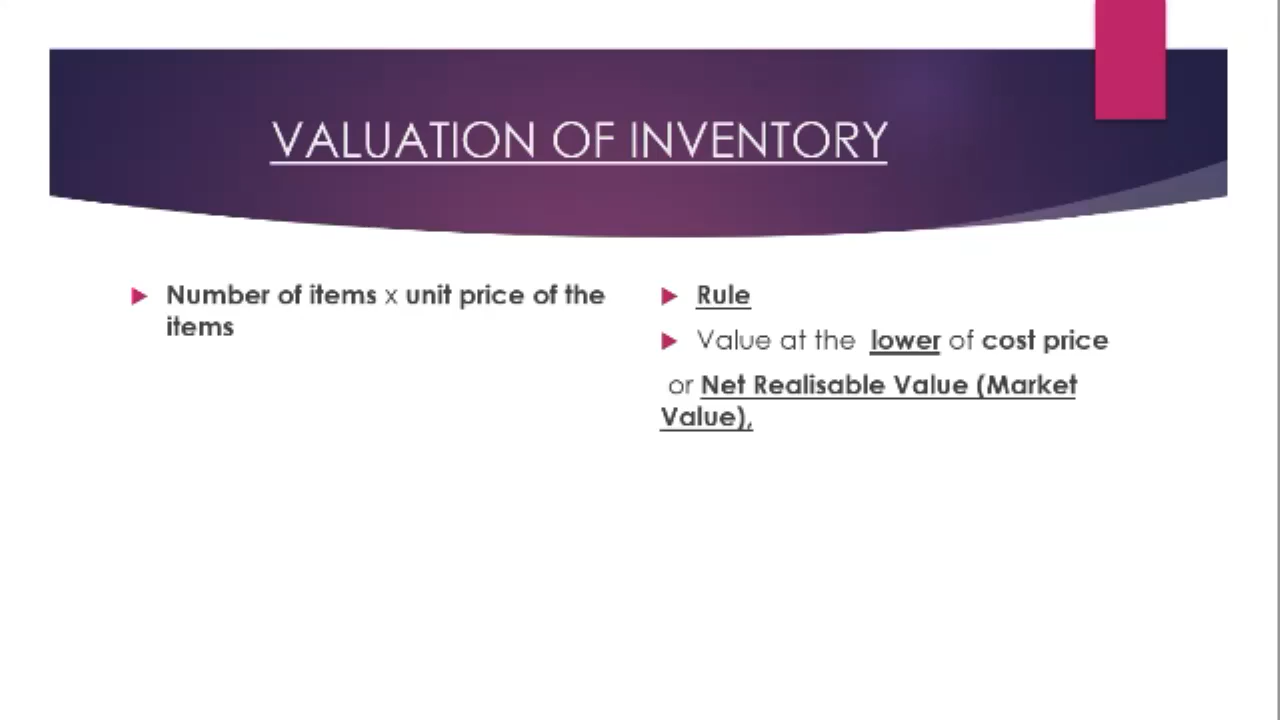 VALUATION OF INVENTORY
Number of items x unit price of the
items
Rule
Value at the lower of cost price
or Net Realisable Value (Market
Value),